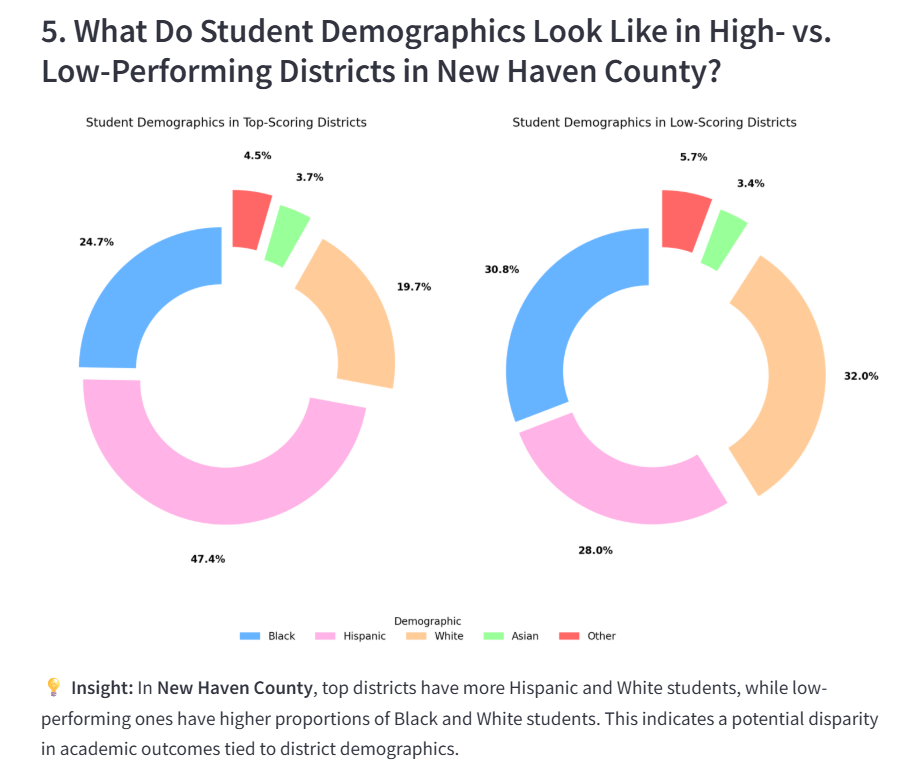 5. What Do Student Demographics Look Like in High- vs.
Low-Performing Districts in New Haven County?
Student Demographics in Top-Scoring Districts
4.5%
3.7%
24.7%
19.7%
47.4%
Student Demographics in Low-Scoring Districts
5.7%
3.4%
30.8%
32.0%
28.0%
Demographic
Black Hispanic White Asian Other
Insight: In New Haven County, top districts have more Hispanic and White students, while low-
performing ones have higher proportions of Black and White students. This indicates a potential disparity
in academic outcomes tied to district demographics.